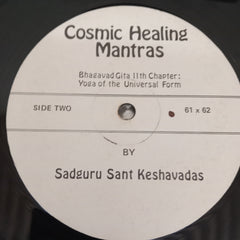 Cosmic Healing
Mantras
Bhagavad Gita 11th Chapter:
Yoga of the Universal Form
SIDE TWO 61 x 62
BY
Sadguru Sant Keshavadas